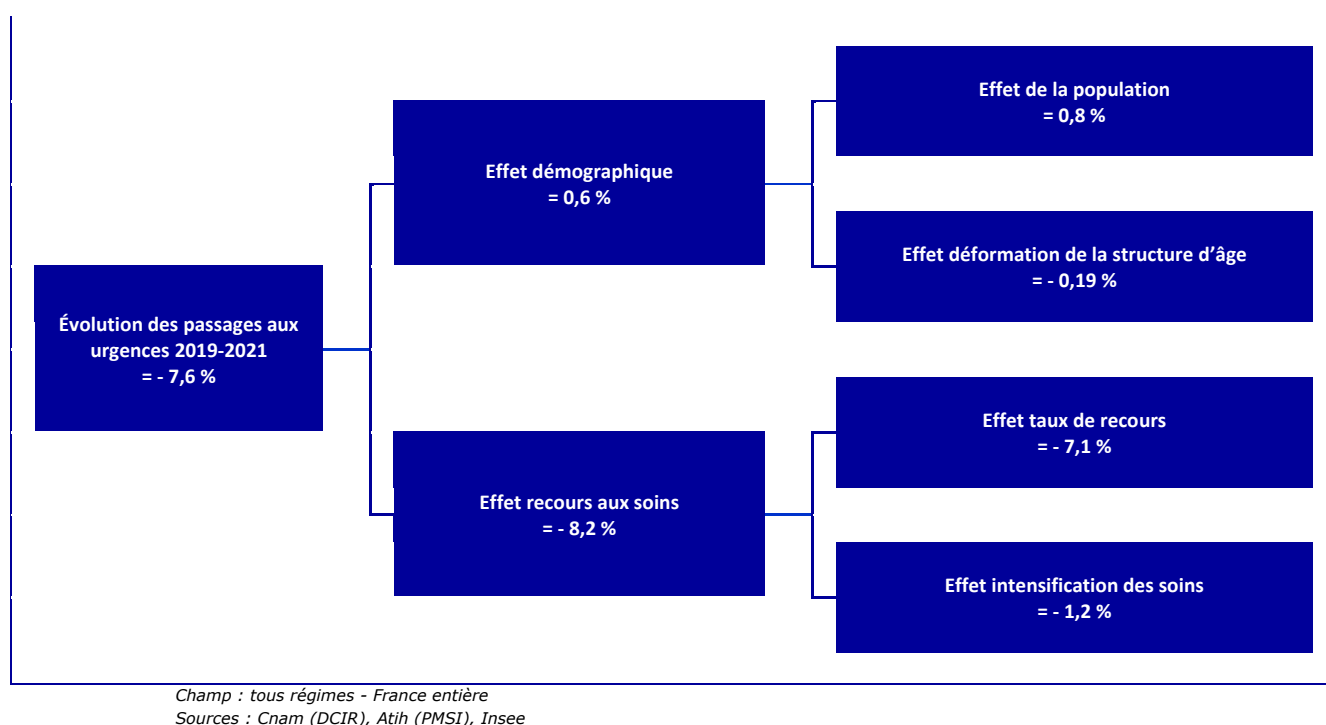 Évolution des passages aux
urgences 2019-2021
= - 7,6 %
Effet démographique
= 0,6 %
Effet de la population
= 0,8 %
Effet déformation de la structure d'âge
= - 0,19 %
Effet recours aux soins
= - 8,2 %
Effet taux de recours
= - 7,1 %
Effet intensification des soins
= - 1,2 %
Champ : tous régimes - France entière
Sources : Cnam (DCIR), Atih (PMSI), Insee